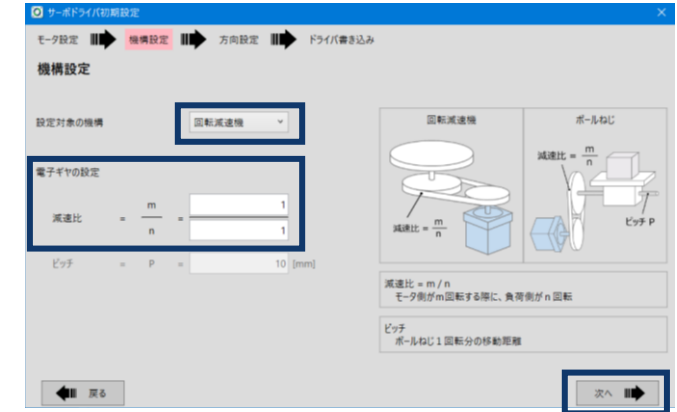 サーボドライバ初期設定
モータ設定 機構設定 方向設定 ドライバ書き込み
機構設定
設定対象の機構 回転減速機
電子ギヤの設定
減速比 = m / n = 1 / 1
ピッチ = P = 10 [mm]
回転減速機 ボールねじ
減速比 = m / n
減速比 = m / n
ピッチ P
減速比 = m / n
モータ側がm回転する際に、負荷側がn回転
ピッチ
ボールねじ1回転分の移動距離
戻る 次へ